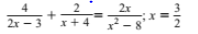 4/(2x − 3) + 2/(x + 4) = 2x/(x² − 8); x = 3/2